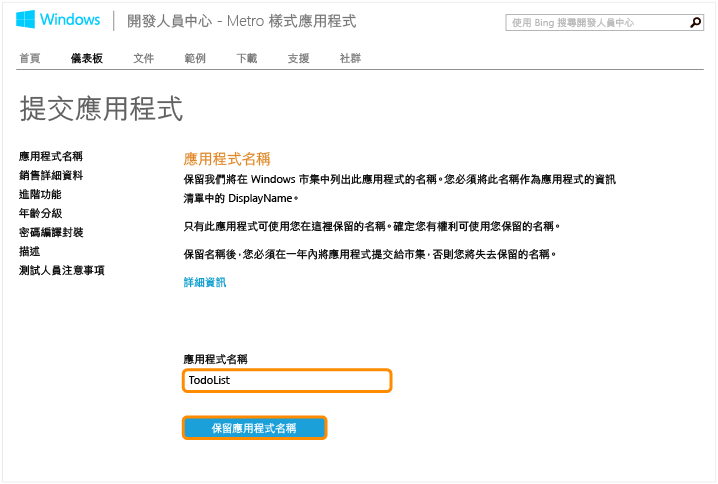 Windows 開發人員中心 - Metro 樣式應用程式
使用 Bing 搜尋開發人員中心
首頁 儀表板 文件 範例 下載 支援 社群
提交應用程式
應用程式名稱
銷售詳細資料
進階功能
年齡分級
密碼編譯封裝
描述
測試人員注意事項
應用程式名稱
保留我們將在 Windows 市集中列出此應用程式的名稱。您必須將此名稱作為應用程式的資訊
清單中的 DisplayName。
只有此應用程式可使用您在這裡保留的名稱。確定您有權利可使用您保留的名稱。
保留名稱後，您必須在一年內將應用程式提交給市集，否則您將失去保留的名稱。
詳細資訊
應用程式名稱
TodoList
保留應用程式名稱